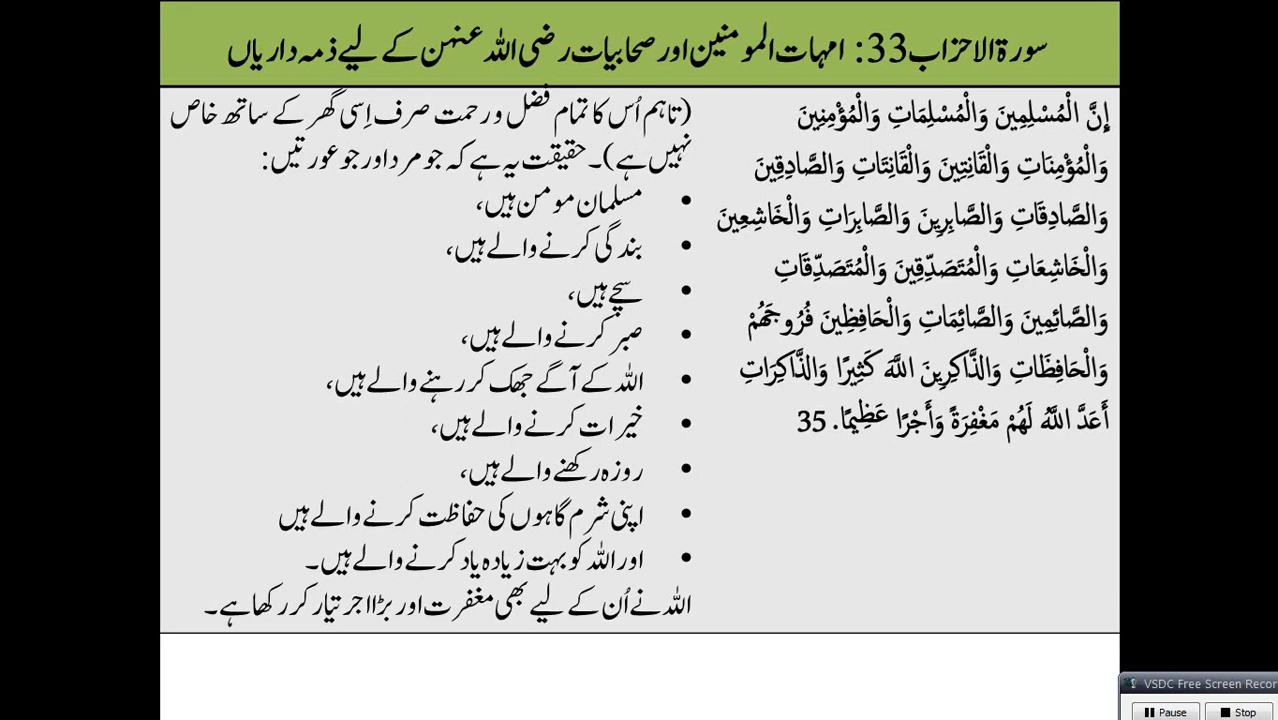 سورۃ الاحزاب 33: امہات المومنین اور صحابیات رضی اللہ عنہن کے لیے ذمہ داریاں
إِنَّ الْمُسْلِمِينَ وَالْمُسْلِمَاتِ وَالْمُؤْمِنِينَ
وَالْمُؤْمِنَاتِ وَالْقَانِتِينَ وَالْقَانِتَاتِ وَالصَّادِقِينَ
وَالصَّادِقَاتِ وَالصَّابِرِينَ وَالصَّابِرَاتِ وَالْخَاشِعِينَ
وَالْخَاشِعَاتِ وَالْمُتَصَدِّقِينَ وَالْمُتَصَدِّقَاتِ
وَالصَّائِمِينَ وَالصَّائِمَاتِ وَالْحَافِظِينَ فُرُوجَهُمْ
وَالْحَافِظَاتِ وَالذَّاكِرِينَ اللَّهَ كَثِيرًا وَالذَّاكِرَاتِ
أَعَدَّ اللَّهُ لَهُمْ مَغْفِرَةً وَأَجْرًا عَظِيمًا. 35
(تاہم اُس کا تمام فضل و رحمت صرف اِسی گھر کے ساتھ خاص
نہیں ہے)۔ حقیقت یہ ہے کہ جو مرد اور جو عورتیں:
• مسلمان مومن ہیں،
• بندگی کرنے والے ہیں،
• سچے ہیں،
• صبر کرنے والے ہیں،
• اللہ کے آگے جھک کر رہنے والے ہیں،
• خیرات کرنے والے ہیں،
• روزہ رکھنے والے ہیں،
• اپنی شرم گاہوں کی حفاظت کرنے والے ہیں
• اور اللہ کو بہت زیادہ یاد کرنے والے ہیں۔
اللہ نے اُن کے لیے بھی مغفرت اور بڑا اجر تیار کر رکھا ہے۔
VSDC Free Screen Recor
Pause Stop